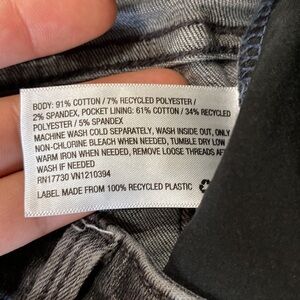 BODY: 91% COTTON / 7% RECYCLED POLYESTER /
2% SPANDEX, POCKET LINING: 61% COTTON / 34% RECYCLED
POLYESTER / 5% SPANDEX
MACHINE WASH COLD SEPARATELY, WASH INSIDE OUT, ONLY
NON-CHLORINE BLEACH WHEN NEEDED, TUMBLE DRY LOW
WARM IRON WHEN NEEDED, REMOVE LOOSE THREADS
WASH IF NEEDED
RN17730 VN1210394
LABEL MADE FROM 100% RECYCLED PLASTIC